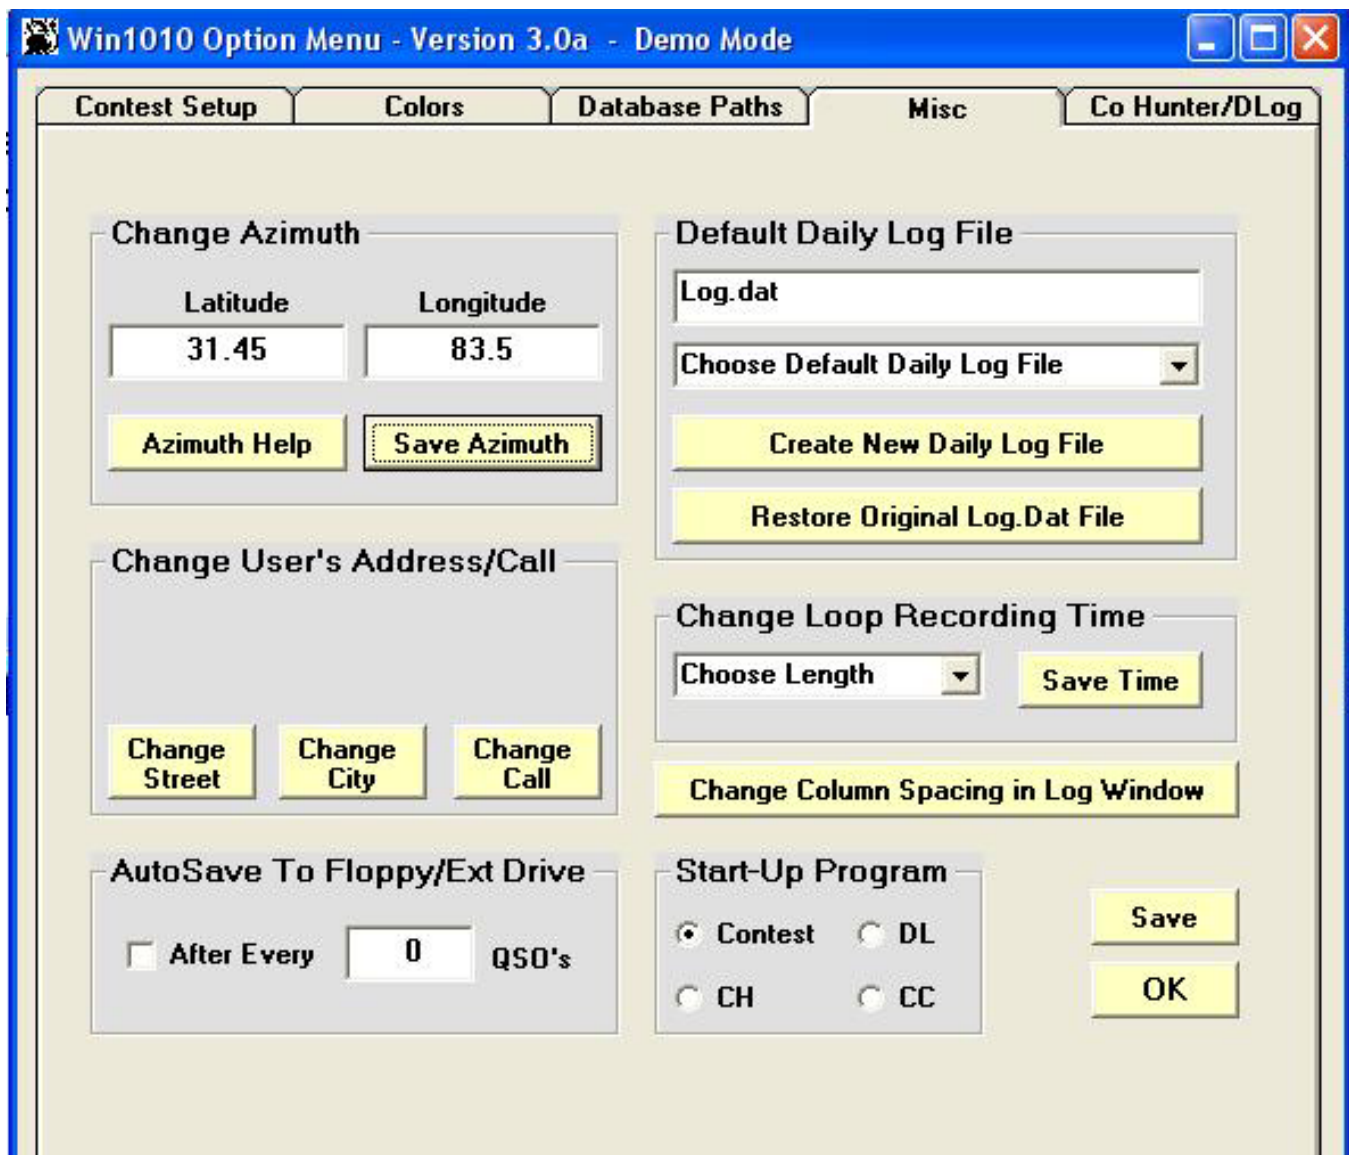 Win1010 Option Menu - Version 3.0a - Demo Mode
Contest Setup
Colors
Database Paths
Misc
Co Hunter/DLog
Change Azimuth
Latitude
Longitude
31.45
83.5
Azimuth Help
Save Azimuth
Default Daily Log File
Log.dat
Choose Default Daily Log File
Create New Daily Log File
Restore Original Log.Dat File
Change User's Address/Call
Change
Street
Change
City
Change
Call
Change Loop Recording Time
Choose Length
Save Time
Change Column Spacing in Log Window
AutoSave To Floppy/Ext Drive
After Every
0
QSO's
Start-Up Program
Contest
DL
CH
CC
Save
OK